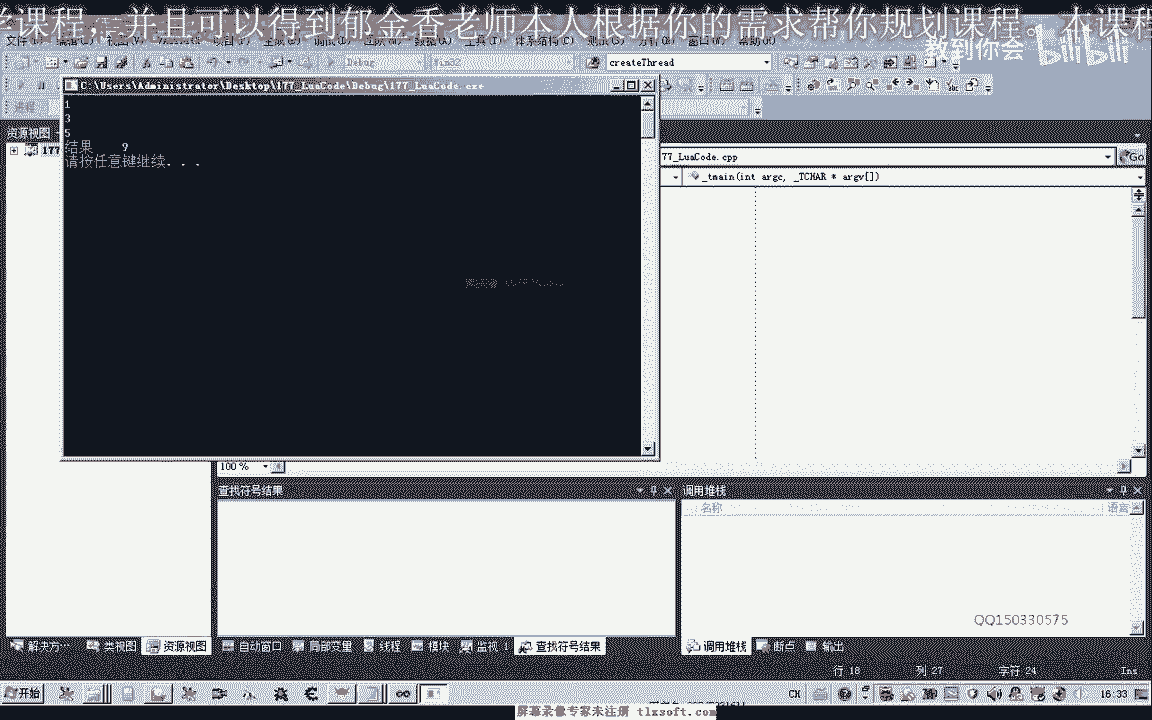 课程，并且可以得到郁金香老师本人根据你的需求帮你规划课程。本课程
教到你会 bilibili
createThread
C:\Users\Administrator\Desktop\177_LuaCode\Debug\177_LuaCode.exe
1
3
5
结果 9
请按任意键继续. . .
资源视图
177
77_LuaCode.cpp
Go
_tmain(int argc, _TCHAR * argv[])
100 %
查找符号结果
调用堆栈
名称
语言
QQ150330575
解决方… 类视图 资源视图 自动窗口 局部变量 线程 模块 监视 1 查找符号结果 调用堆栈 断点 输出
行 18 列 27 字符 24 Ins
开始 CH 16:33
屏幕录像专家未注册 tlxsoft.com